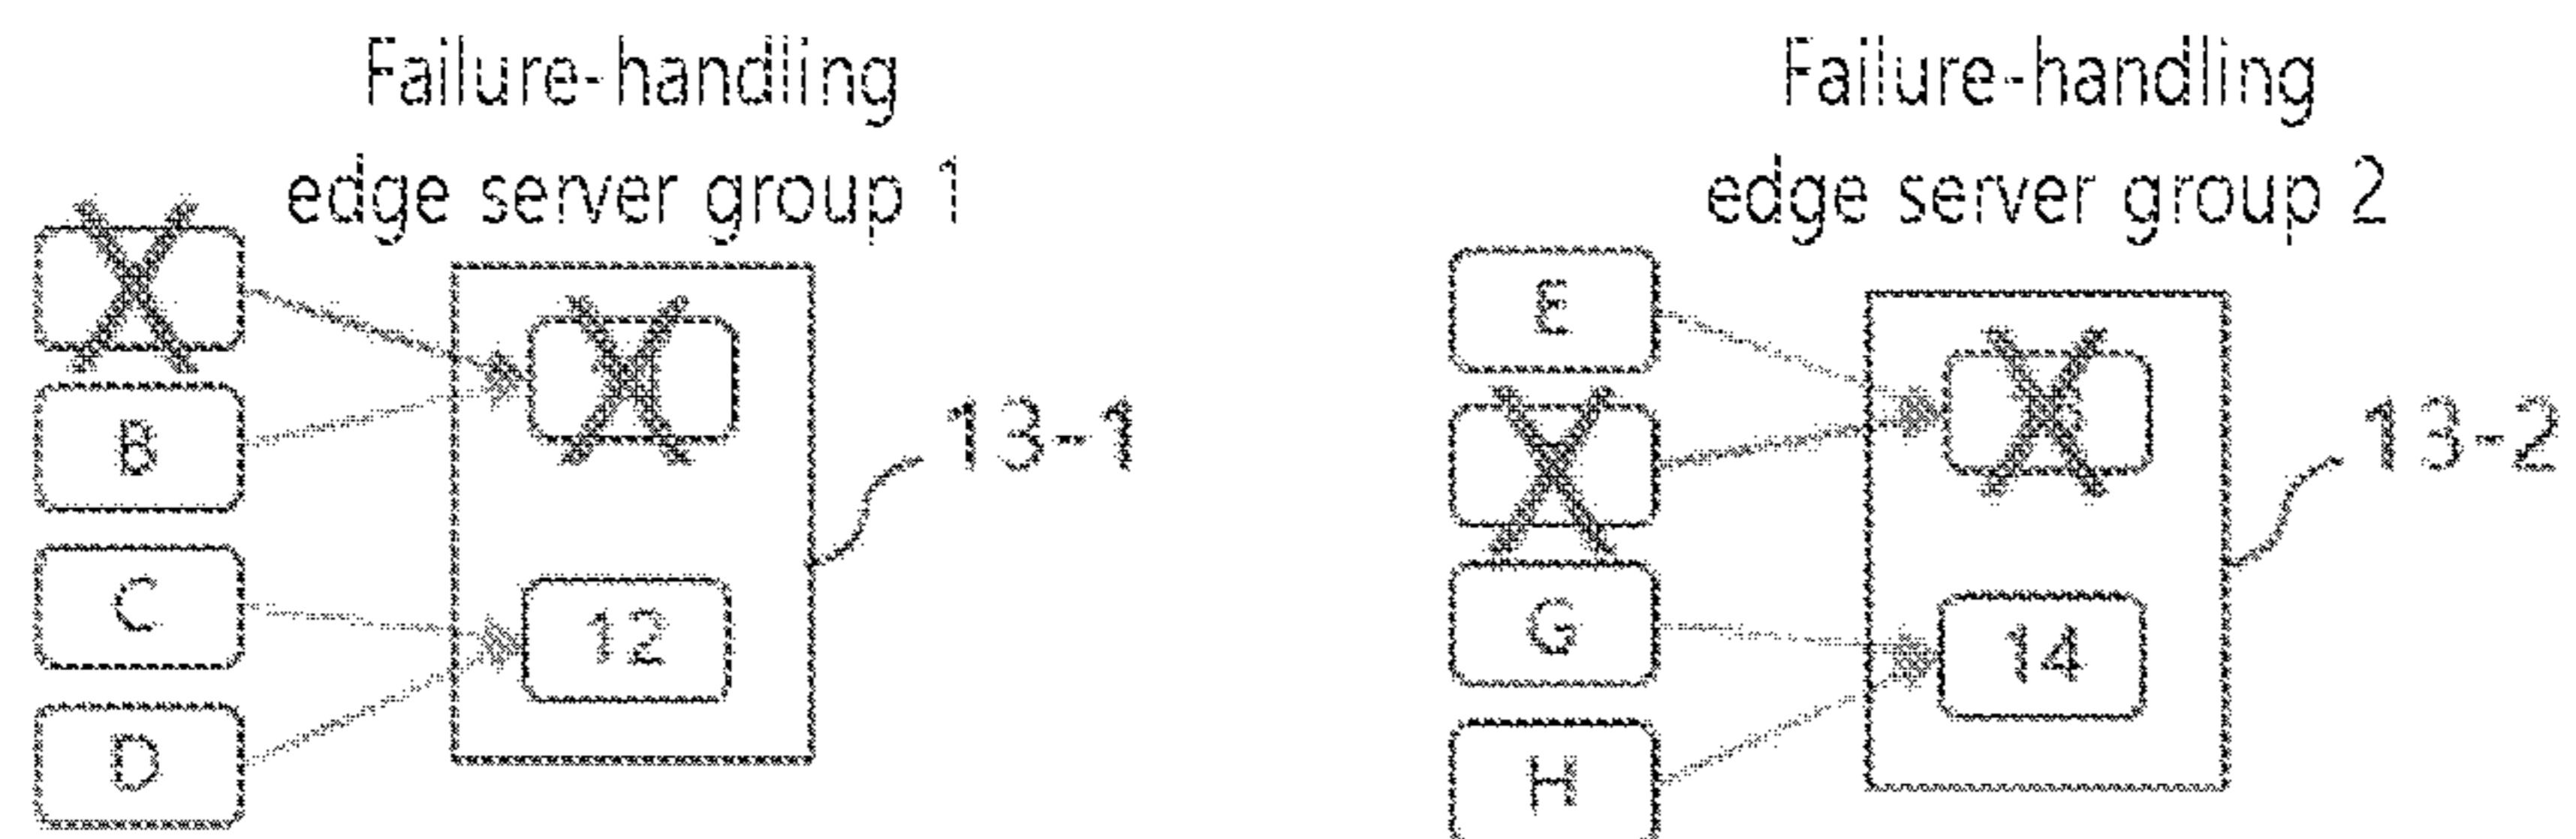 Failure-handling
edge server group 1
B
C
D
12
13-1
Failure-handling
edge server group 2
E
G
H
14
13-2